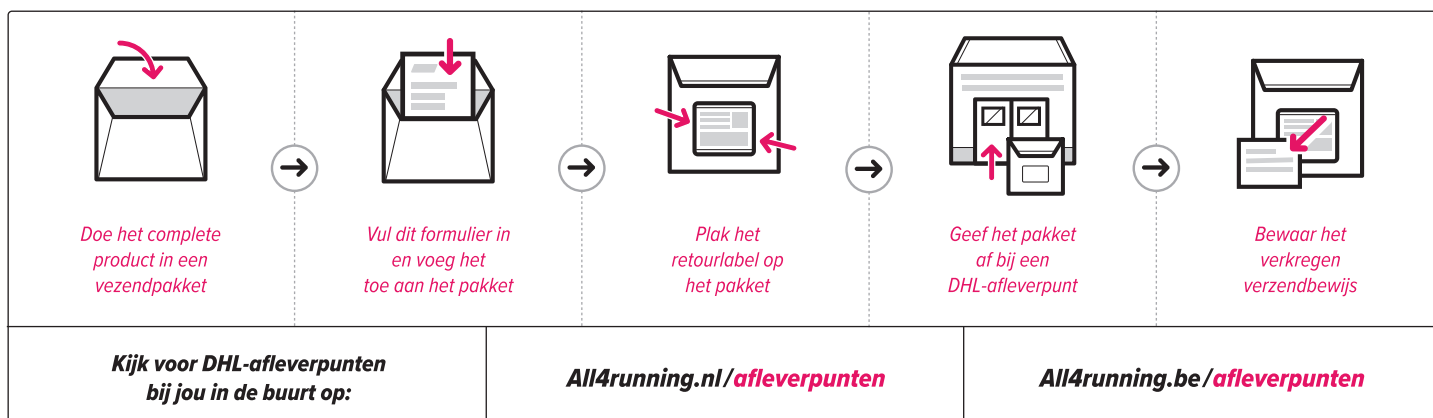 Doe het complete
product in een
vezendpakket
Vul dit formulier in
en voeg het
toe aan het pakket
Plak het
retourlabel op
het pakket
Geef het pakket
af bij een
DHL-afleverpunt
Bewaar het
verkregen
verzendbewijs
Kijk voor DHL-afleverpunten
bij jou in de buurt op:
All4running.nl/afleverpunten
All4running.be/afleverpunten